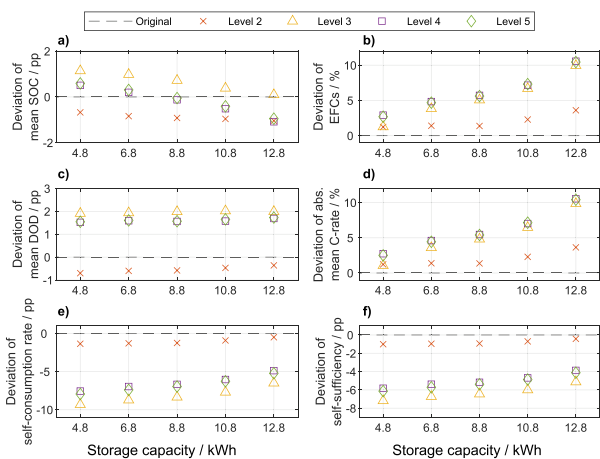 Original Level 2 Level 3 Level 4 Level 5
a)
Deviation of
mean SOC / pp
2
0
-2
4.8 6.8 8.8 10.8 12.8
b)
Deviation of
EFCs / %
10
5
0
4.8 6.8 8.8 10.8 12.8
c)
Deviation of
mean DOD / pp
3
2
1
0
-1
4.8 6.8 8.8 10.8 12.8
d)
Deviation of abs.
mean C-rate / %
10
5
0
4.8 6.8 8.8 10.8 12.8
e)
Deviation of
self-consumption rate / pp
0
-5
-10
4.8 6.8 8.8 10.8 12.8
Storage capacity / kWh
f)
Deviation of
self-sufficiency / pp
0
-2
-4
-6
-8
4.8 6.8 8.8 10.8 12.8
Storage capacity / kWh